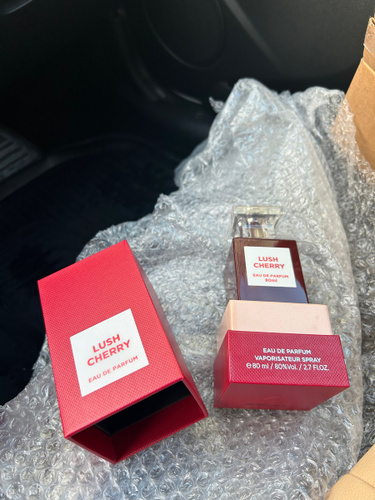 LUSH
CHERRY
EAU DE PARFUM
LUSH
CHERRY
EAU DE PARFUM
80ml
EAU DE PARFUM
VAPORISATEUR SPRAY
℮ 80 ml / 80%Vol. / 2.7 FL.OZ.